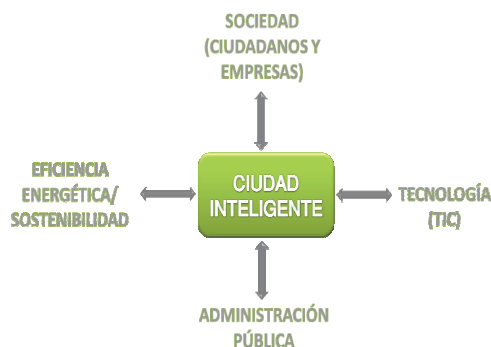 SOCIEDAD
(CIUDADANOS Y
EMPRESAS)
EFICIENCIA
ENERGÉTICA/
SOSTENIBILIDAD
CIUDAD
INTELIGENTE
TECNOLOGÍA
(TIC)
ADMINISTRACIÓN
PÚBLICA